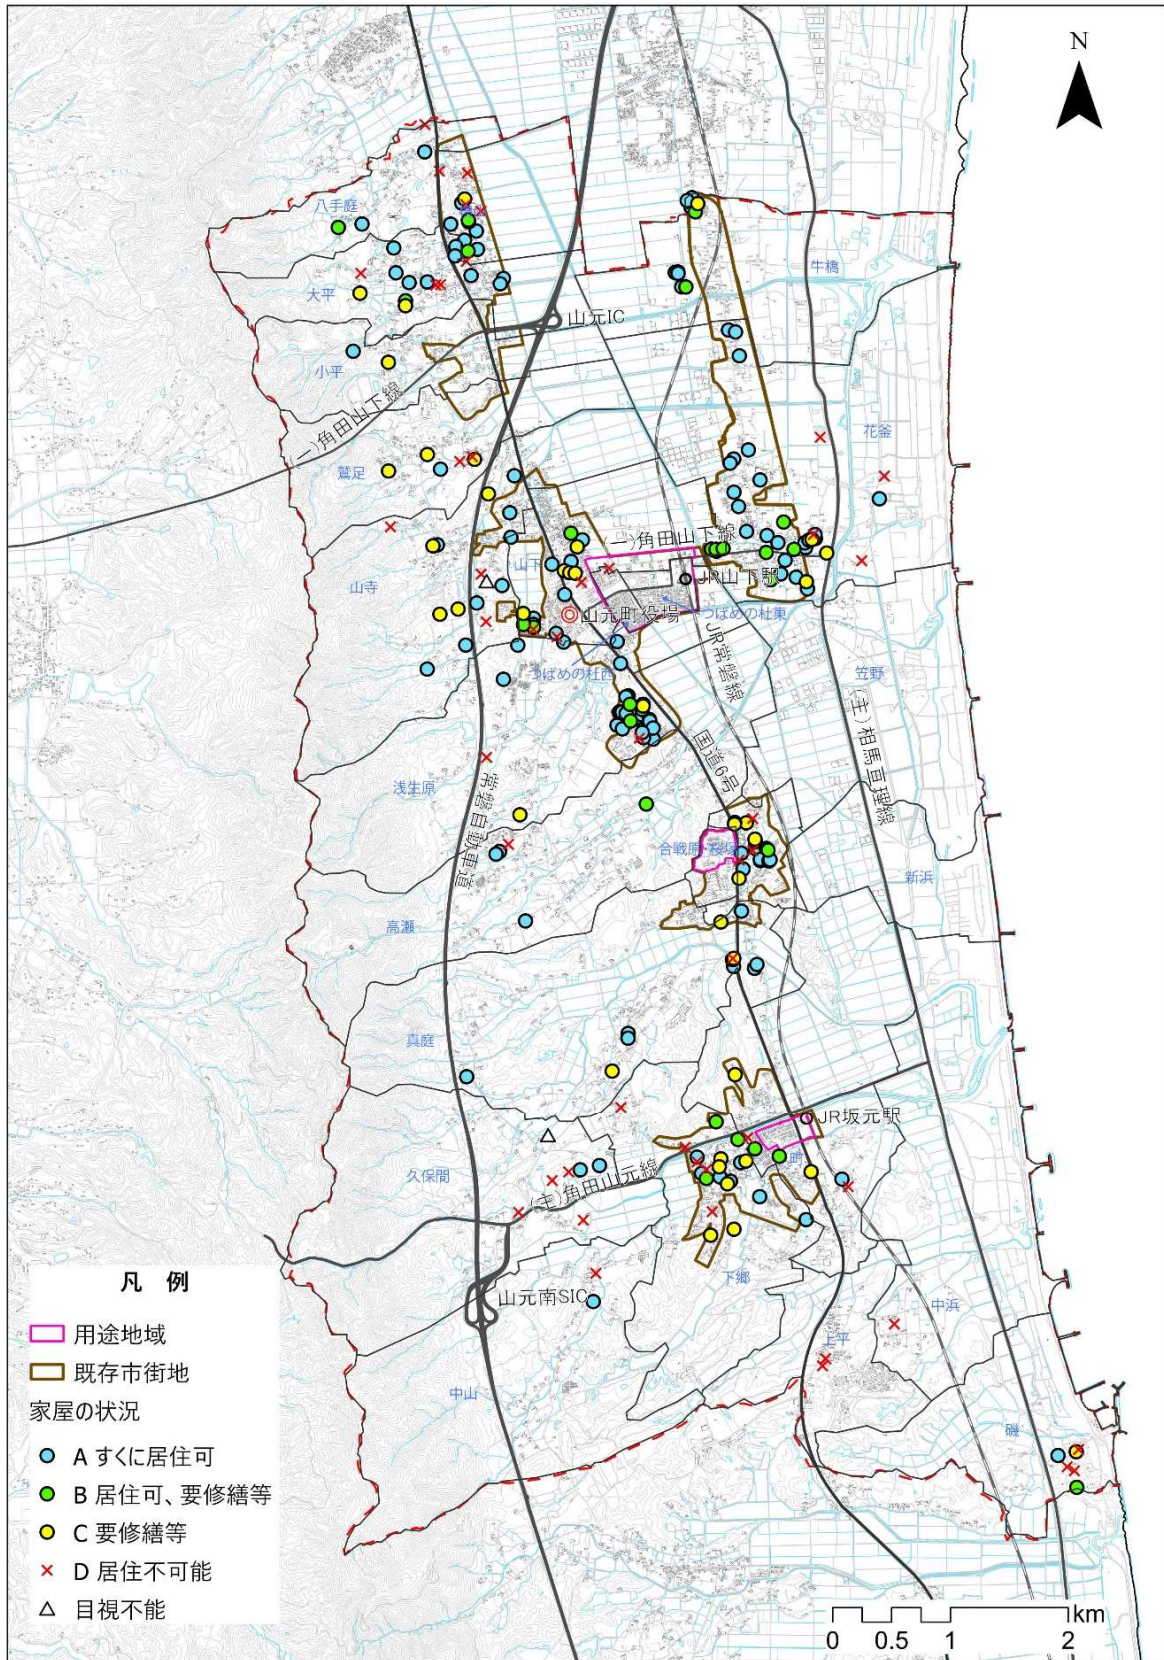 N
八手庭
牛橋
大平
山元IC
小平
(一)角田山下線
花釜
鷲足
(一)角田山下線
山下
山寺
JR山下駅
山元町役場
つばめの杜東
つばめの杜西
JR常磐線
笠野
(主)相馬亘理線
国道6号
浅生原
常磐自動車道
合戦原・桜塚
新浜
高瀬
真庭
JR坂元駅
町
久保間
(主)角田山元線
下郷
山元南SIC
中浜
上平
中山
磯
凡 例
用途地域
既存市街地
家屋の状況
A すくに居住可
B 居住可、要修繕等
C 要修繕等
D 居住不可能
目視不能
km
0 0.5 1 2